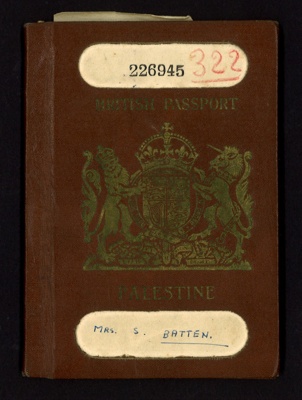 226945 322
BRITISH PASSPORT
PALESTINE
MRS. S. BATTEN.